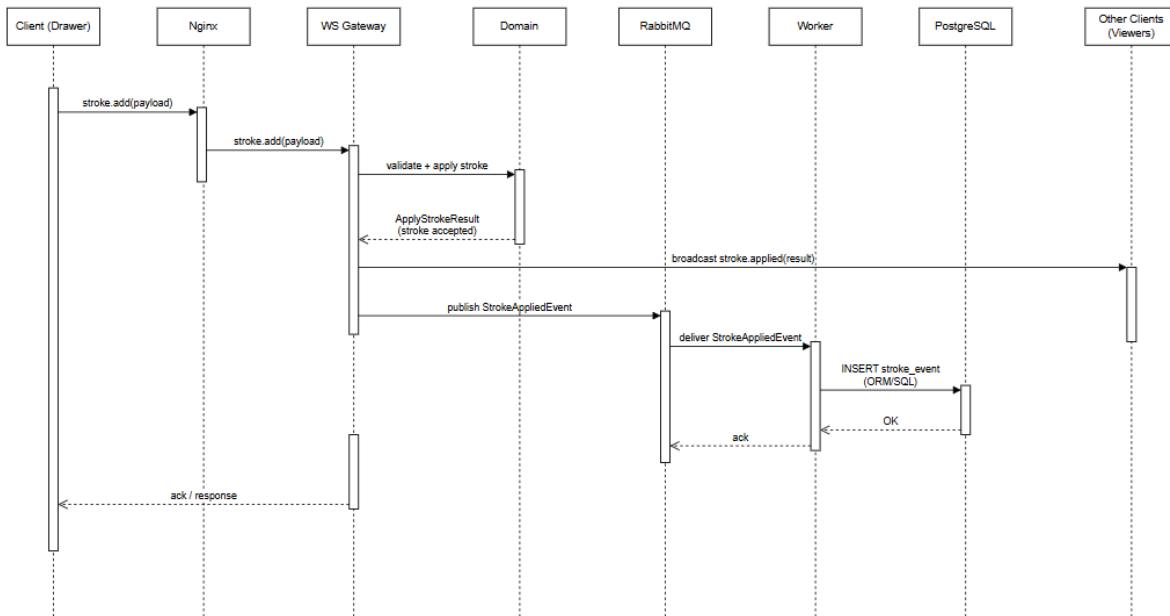 Client (Drawer)
Nginx
WS Gateway
Domain
RabbitMQ
Worker
PostgreSQL
Other Clients
(Viewers)
stroke.add(payload)
stroke.add(payload)
validate + apply stroke
ApplyStrokeResult
(stroke accepted)
broadcast stroke.applied(result)
publish StrokeAppliedEvent
deliver StrokeAppliedEvent
INSERT stroke_event
(ORM/SQL)
OK
ack
ack / response